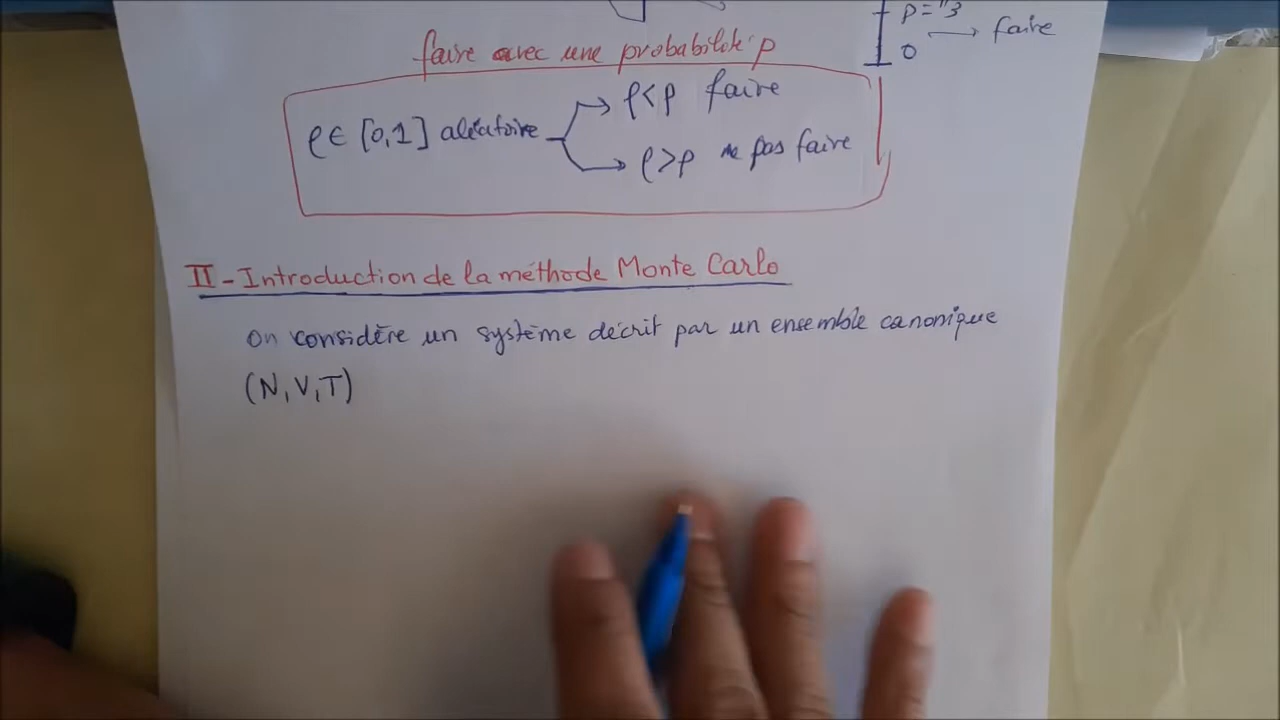 p = "3
0 → faire
faire avec une probabilité p
ρ ∈ [0,1] aléatoire
→ ρ<p faire
→ ρ>p ne pas faire
II - Introduction de la méthode Monte Carlo
on considère un système décrit par un ensemble canonique
(N,V,T)